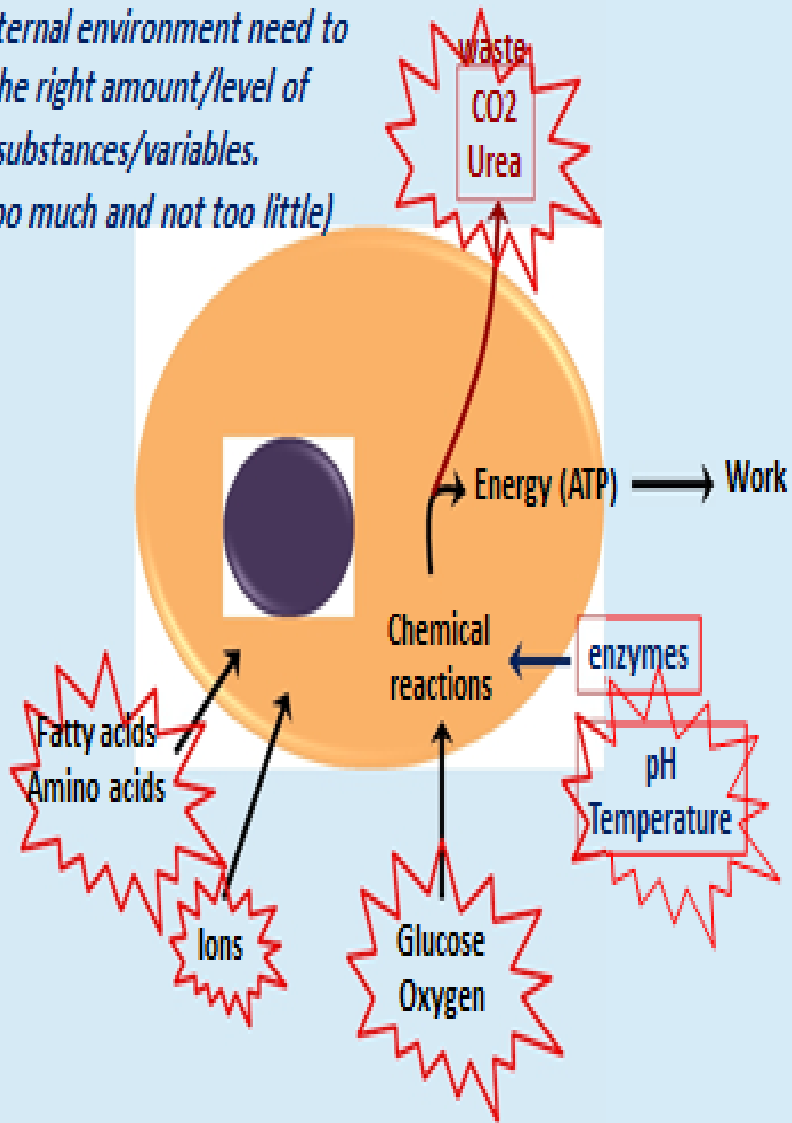 ternal environment need to
he right amount/level of
substances/variables.
oo much and not too little)
waste
CO2
Urea
Energy (ATP)
Work
Chemical
reactions
enzymes
Fatty acids
Amino acids
pH
Temperature
Ions
Glucose
Oxygen